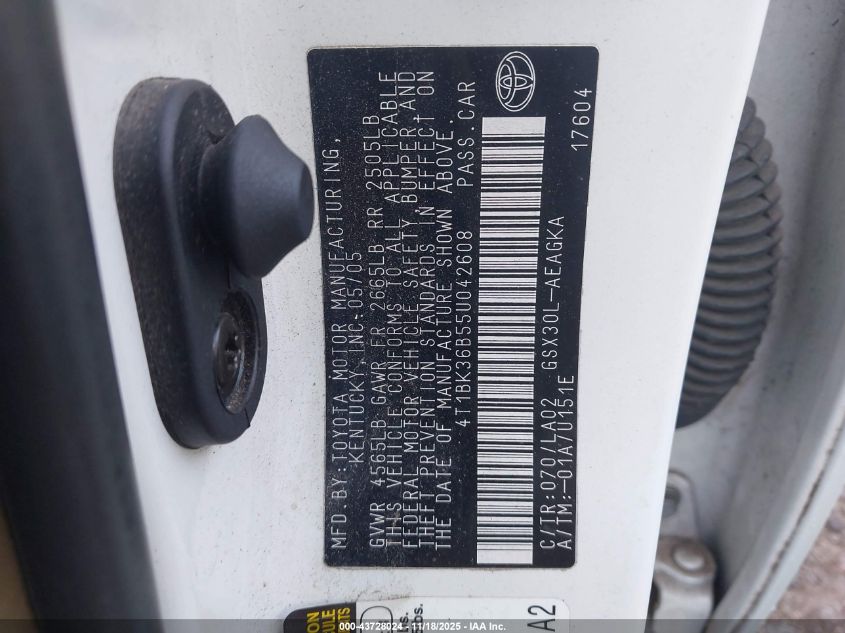 MFD.BY:TOYOTA MOTOR MANUFACTURING,
KENTUCKY,INC. 05/05
GVWR 4565LB GAWR FR 2665LB RR 2505LB
THIS VEHICLE CONFORMS TO ALL APPLICABLE
FEDERAL MOTOR VEHICLE SAFETY, BUMPER, AND
THEFT PREVENTION STANDARDS IN EFFECT ON
THE DATE OF MANUFACTURE SHOWN ABOVE.
4T1BK36B55U042608 PASS.CAR
C/TR:070/LA02 GSX30L-AEAGKA
A/TM:-01A/U151E 17604
A2
000-43728024 - 11/18/2025 - IAA Inc.